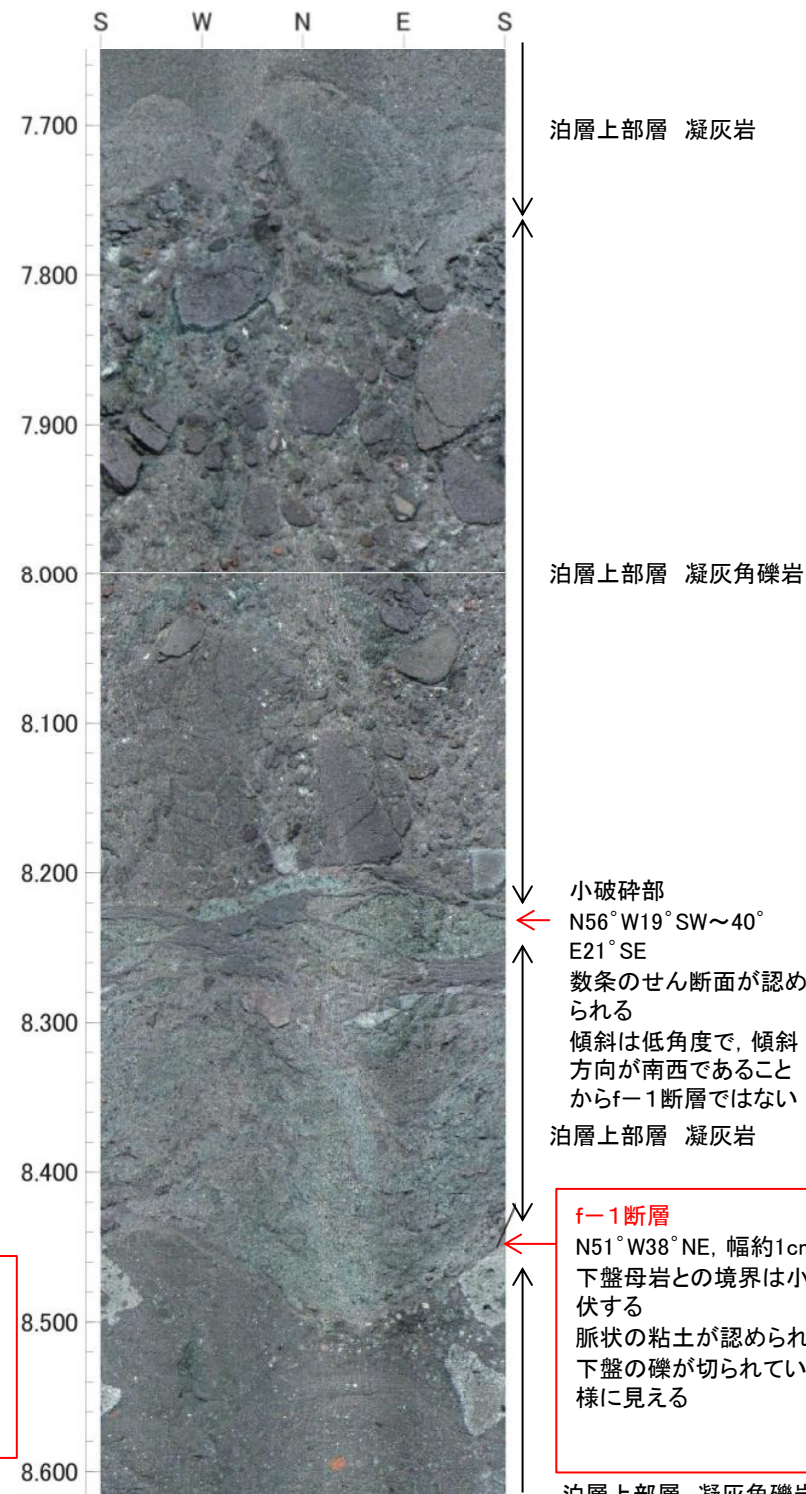 S W N E S
7.700
泊層上部層 凝灰岩
7.800
7.900
8.000
泊層上部層 凝灰角礫岩
8.100
8.200
小破砕部
N56°W19°SW～40°
E21°SE
数条のせん断面が認め
られる
傾斜は低角度で, 傾斜
方向が南西であること
からf－1断層ではない
8.300
泊層上部層 凝灰岩
8.400
f－1断層
N51°W38°NE, 幅約1cm
下盤母岩との境界は小
伏する
脈状の粘土が認められ
下盤の礫が切られてい
様に見える
8.500
8.600
泊層上部層 凝灰角礫岩